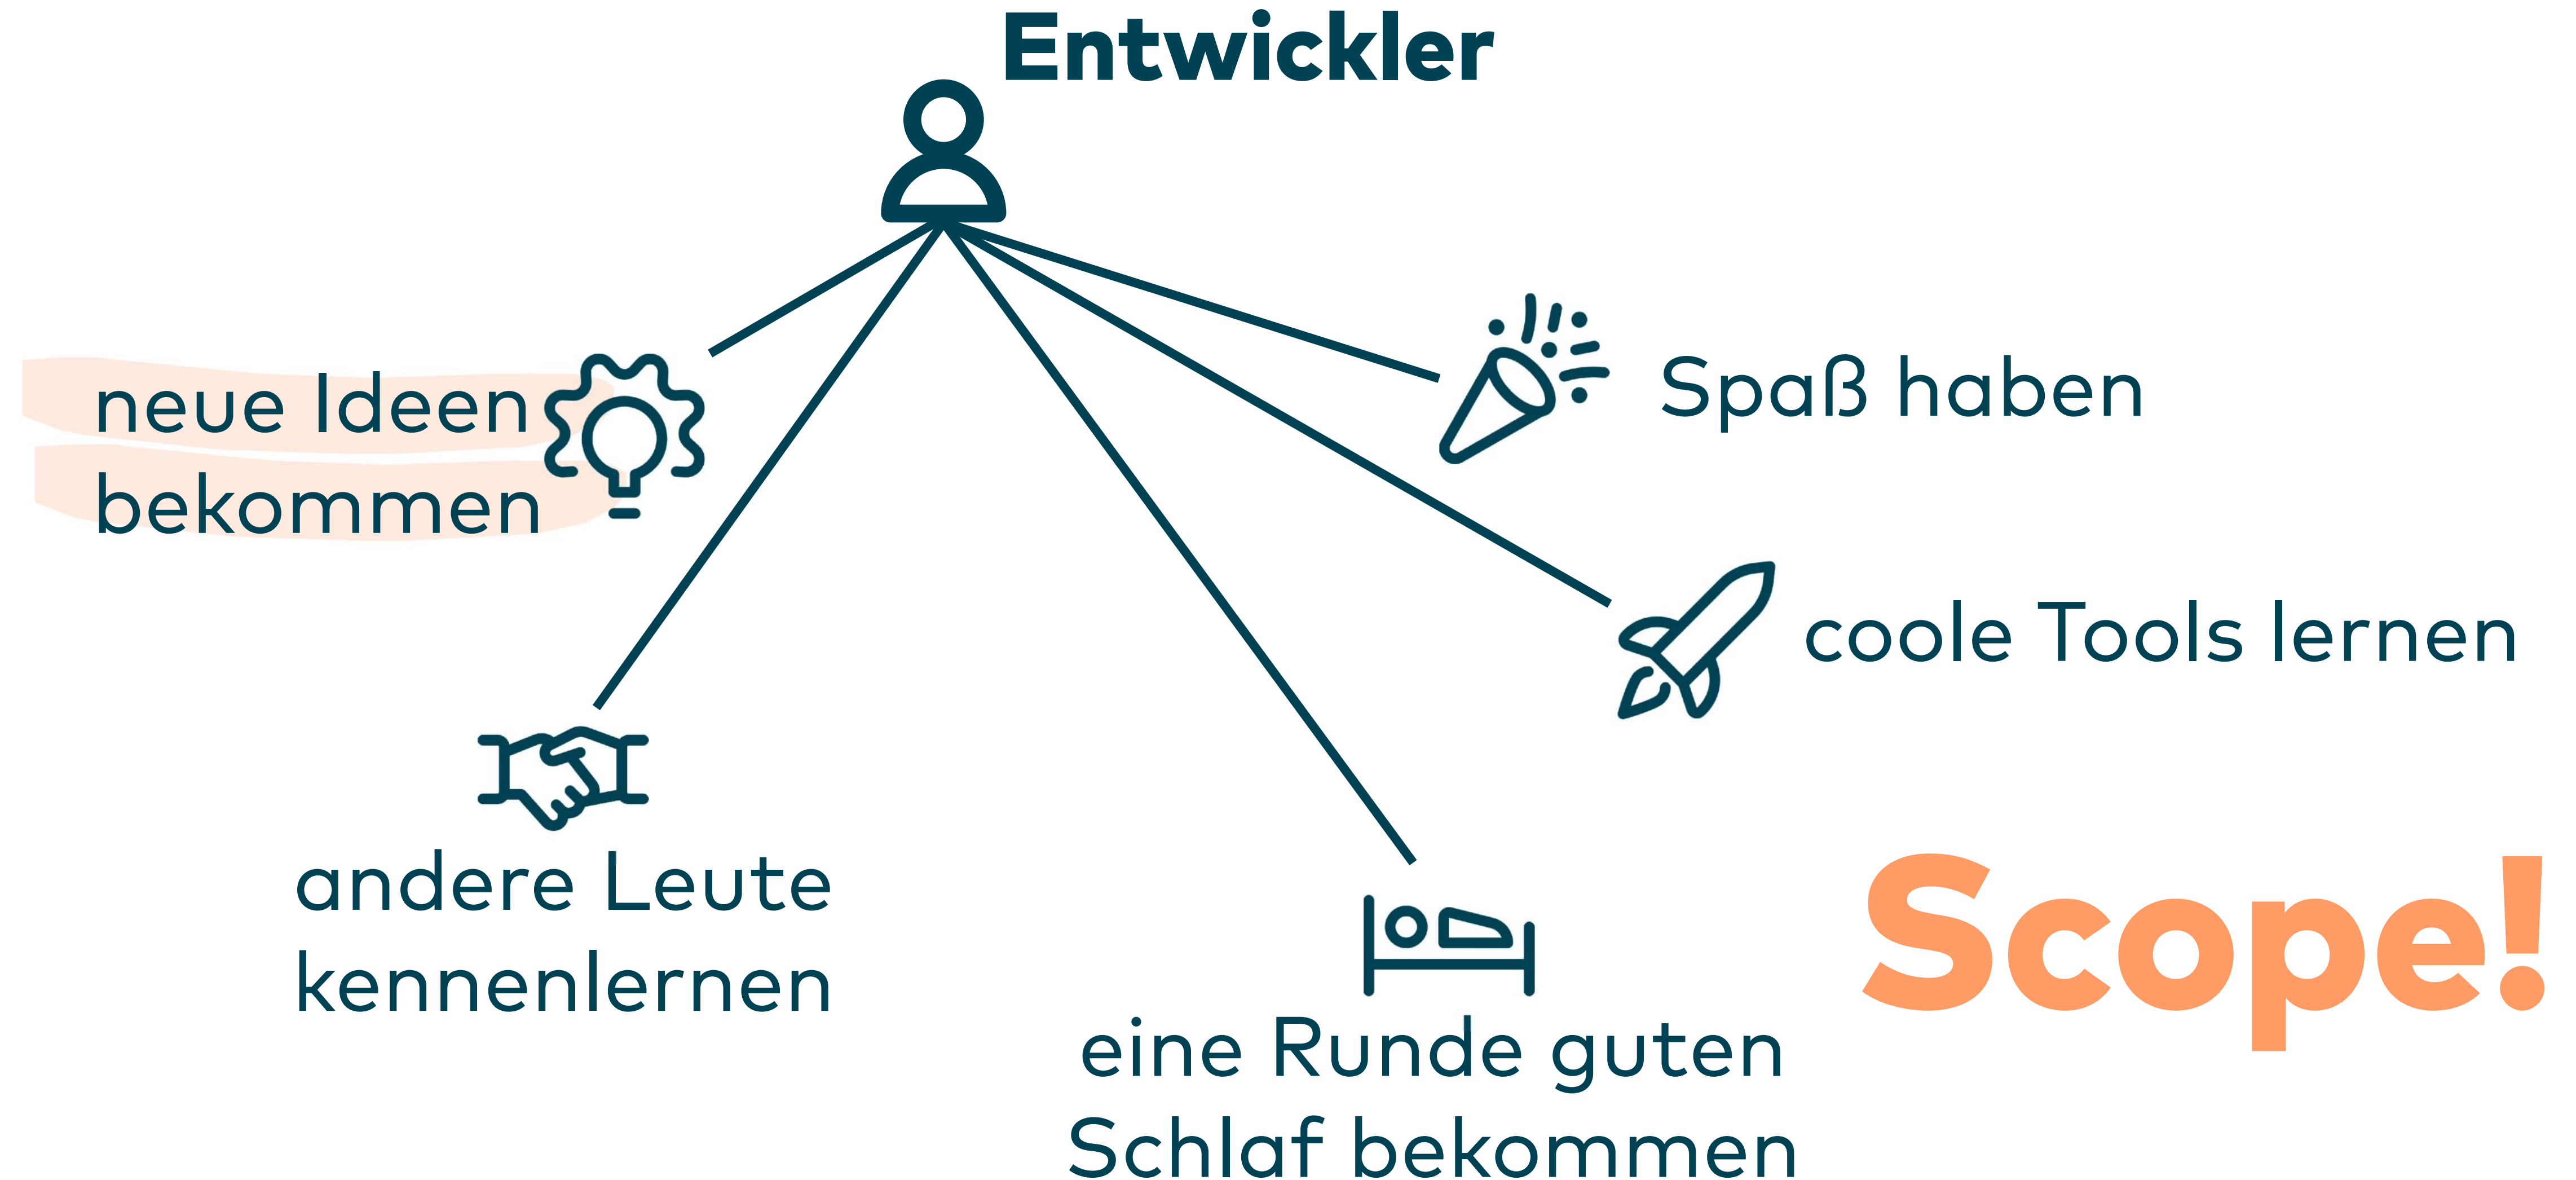 Entwickler
neue Ideen
bekommen
Spaß haben
coole Tools lernen
andere Leute
kennenlernen
eine Runde guten
Schlaf bekommen
Scope!